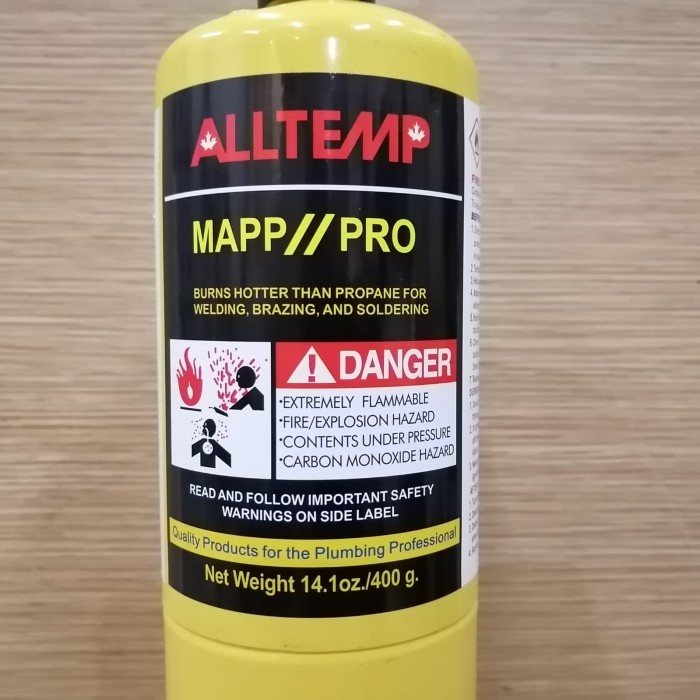 ALLTEMP
MAPP//PRO
BURNS HOTTER THAN PROPANE FOR
WELDING, BRAZING, AND SOLDERING
DANGER
•EXTREMELY FLAMMABLE
•FIRE/EXPLOSION HAZARD
•CONTENTS UNDER PRESSURE
•CARBON MONOXIDE HAZARD
READ AND FOLLOW IMPORTANT SAFETY
WARNINGS ON SIDE LABEL
Quality Products for the Plumbing Professional
Net Weight 14.1oz./400 g.